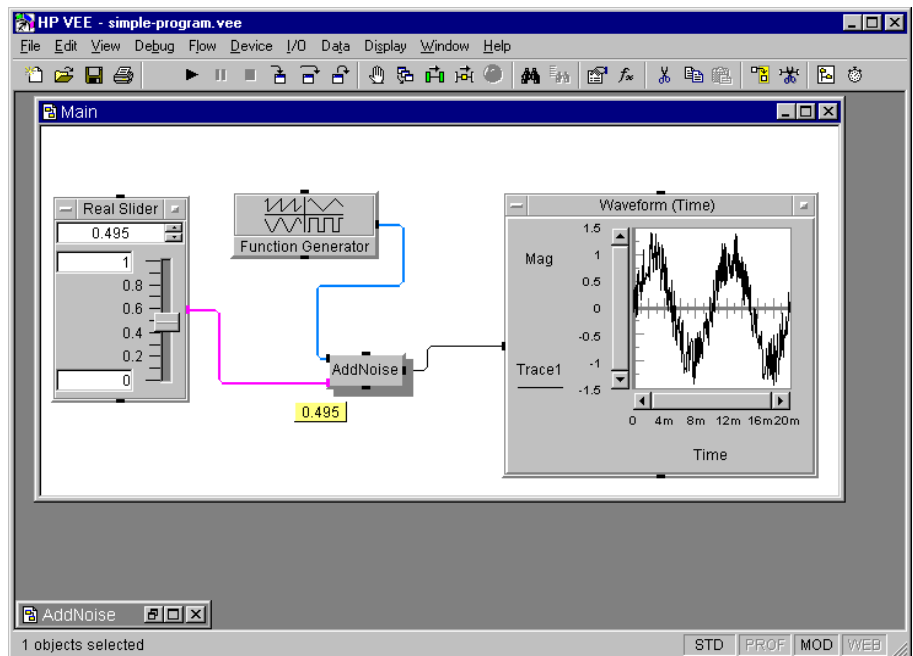 HP VEE - simple-program.vee
File Edit View Debug Flow Device I/O Data Display Window Help
Main
Real Slider
0.495
1
0.8
0.6
0.4
0.2
0
Function Generator
AddNoise
0.495
Waveform (Time)
Mag
Trace1
1.5
1
0.5
0
-0.5
-1
-1.5
0 4m 8m 12m 16m 20m
Time
AddNoise
1 objects selected
STD PROF MOD WEB